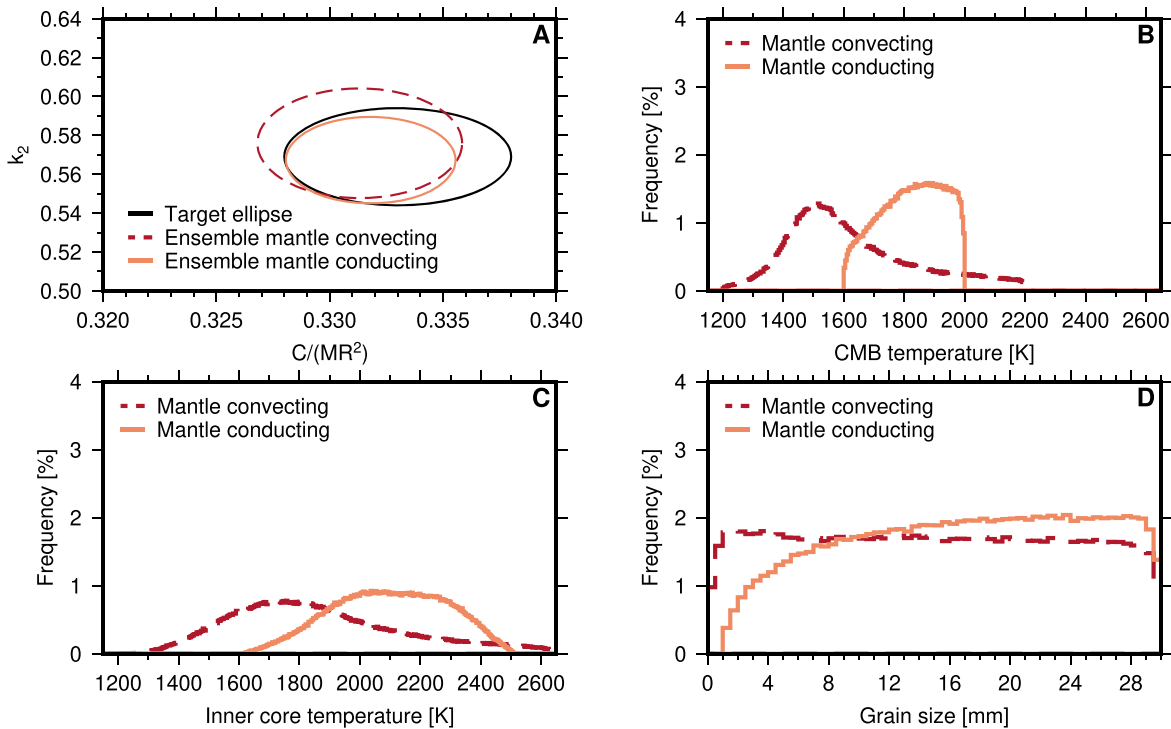 A
k2
0.64
0.62
0.60
0.58
0.56
0.54
0.52
0.50
Target ellipse
Ensemble mantle convecting
Ensemble mantle conducting
0.320 0.325 0.330 0.335 0.340
C/(MR2)
B
Frequency [%]
4
3
2
1
0
Mantle convecting
Mantle conducting
1200 1400 1600 1800 2000 2200 2400 2600
CMB temperature [K]
C
Frequency [%]
4
3
2
1
0
Mantle convecting
Mantle conducting
1200 1400 1600 1800 2000 2200 2400 2600
Inner core temperature [K]
D
Frequency [%]
4
3
2
1
0
Mantle convecting
Mantle conducting
0 4 8 12 16 20 24 28
Grain size [mm]